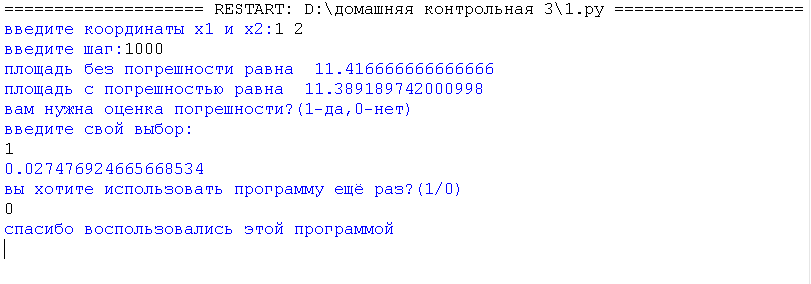 ==================== RESTART: D:\домашняя контрольная 3\1.py ===================
введите координаты x1 и x2:1 2
введите шаг:1000
площадь без погрешности равна  11.416666666666666
площадь с погрешностью равна  11.389189742000998
вам нужна оценка погрешности?(1-да,0-нет)
введите свой выбор:
1
0.027476924665668534
вы хотите использовать программу ещё раз?(1/0)
0
спасибо воспользовались этой программой